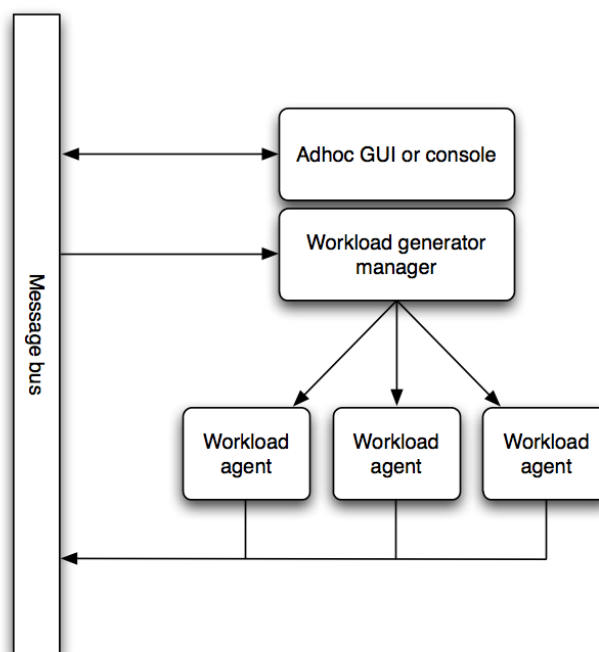 Adhoc GUI or console
Workload generator
manager
Message bus
Workload
agent
Workload
agent
Workload
agent